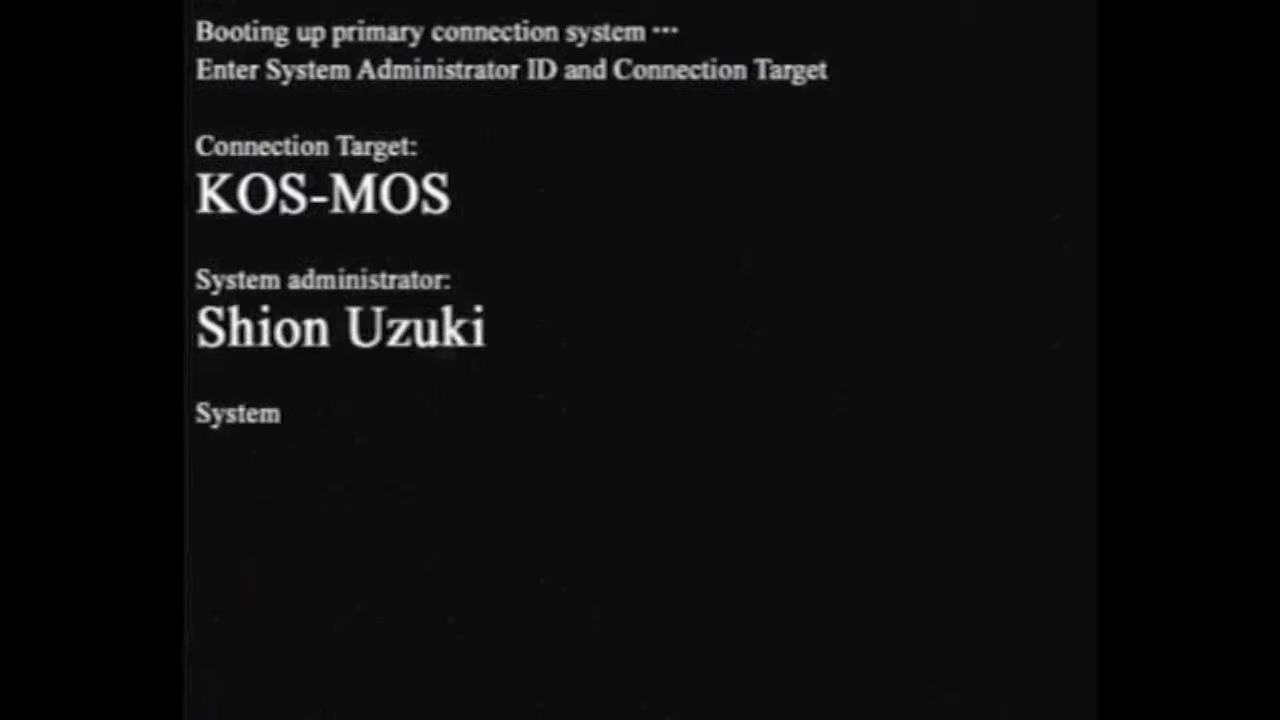 Booting up primary connection system ···
Enter System Administrator ID and Connection Target
Connection Target:
KOS-MOS
System administrator:
Shion Uzuki
System